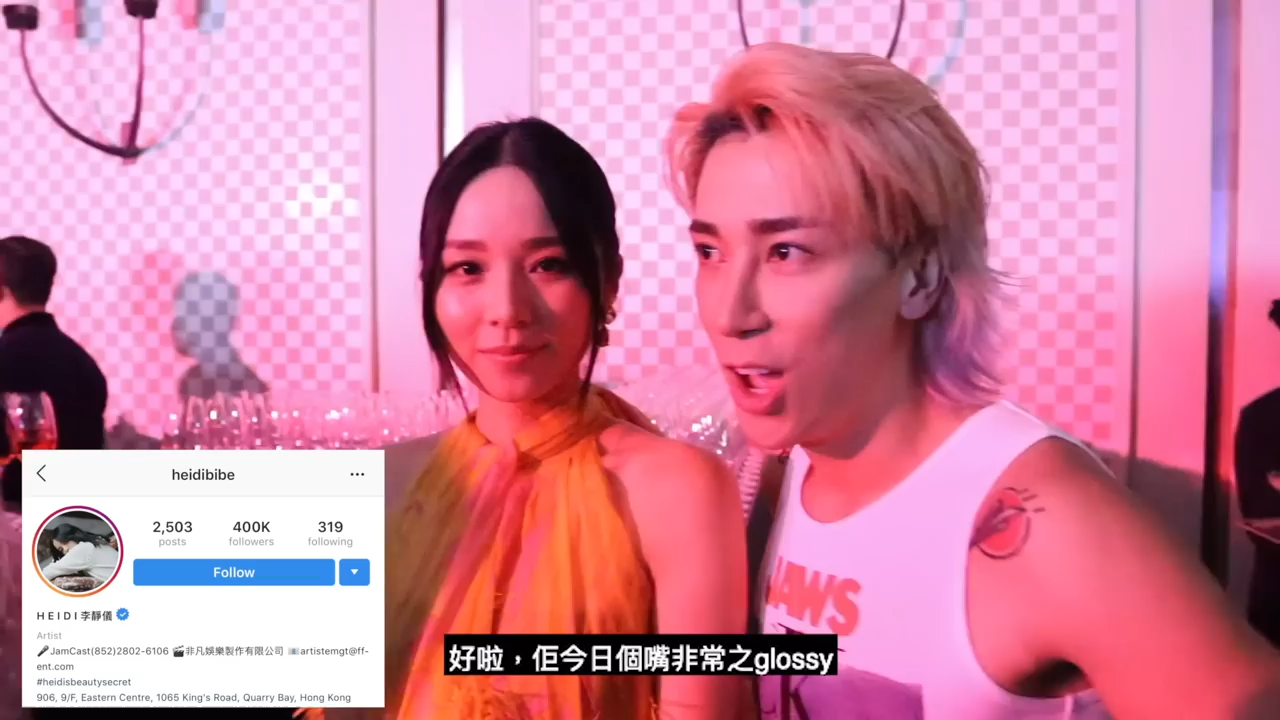 heidibibe
2,503
400K
319
posts
followers
following
Follow
H E I D I 李靜儀
Artist
🎤JamCast(852)2802-6106 🎬非凡娛樂製作有限公司 📧artistemgt@ff-
ent.com
#heidisbeautysecret
906, 9/F, Eastern Centre, 1065 King's Road, Quarry Bay, Hong Kong
JAWS
好啦，佢今日個嘴非常之glossy